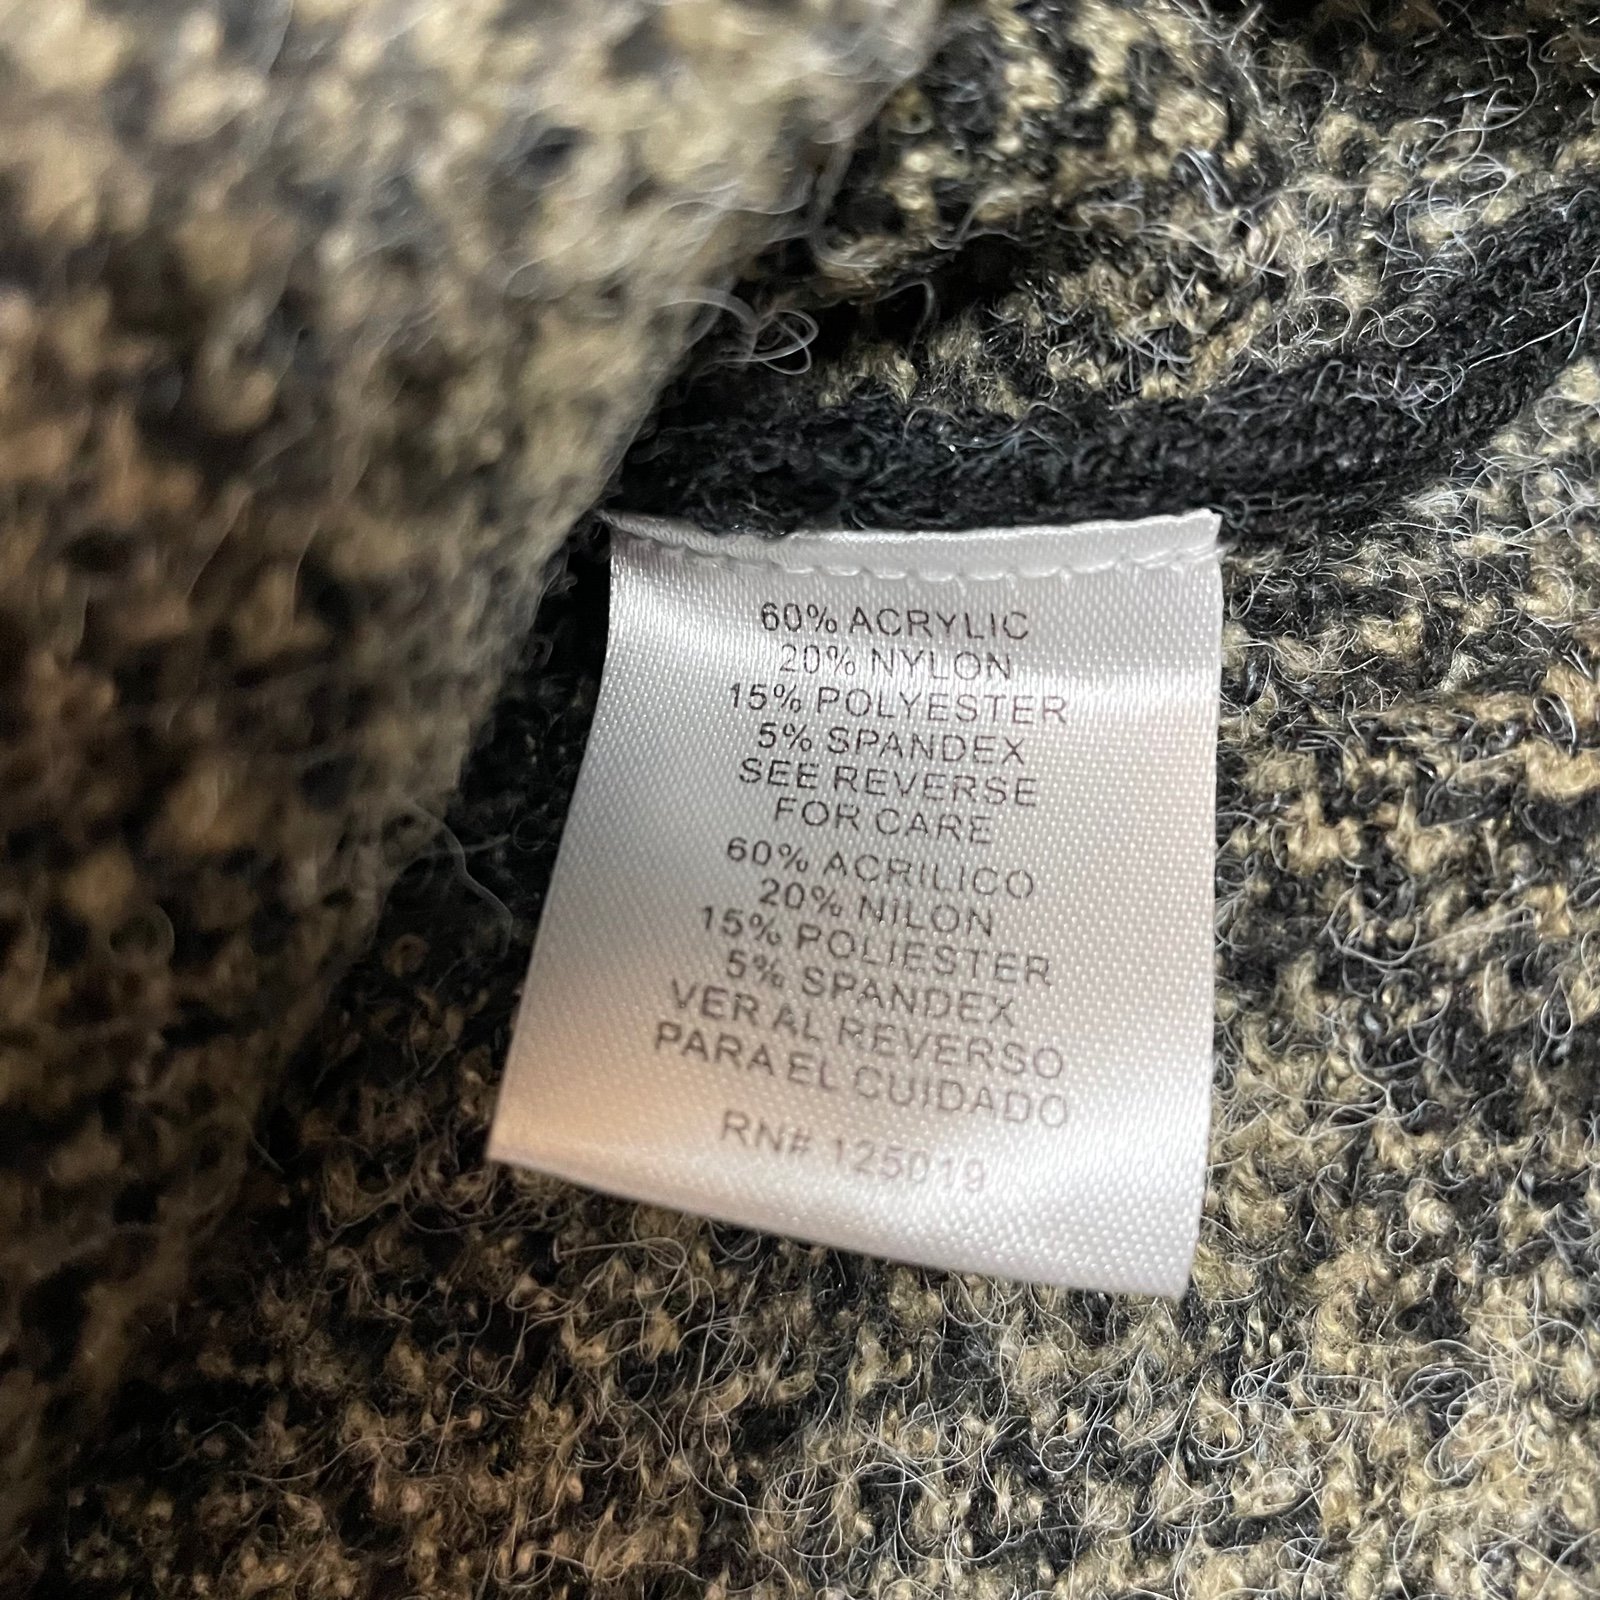 60% ACRYLIC
20% NYLON
15% POLYESTER
5% SPANDEX
SEE REVERSE
FOR CARE
60% ACRILICO
20% NILON
15% POLIESTER
5% SPANDEX
VER AL REVERSO
PARA EL CUIDADO
RN# 125019